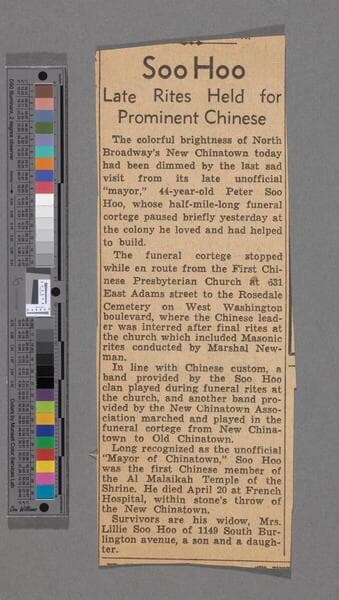 Soo Hoo
Late Rites Held for
Prominent Chinese
The colorful brightness of North
Broadway's New Chinatown today
had been dimmed by the last sad
visit from its late unofficial
"mayor," 44-year-old Peter Soo
Hoo, whose half-mile-long funeral
cortege paused briefly yesterday at
the colony he loved and had helped
to build.
The funeral cortege stopped
while en route from the First Chi-
nese Presbyterian Church at 631
East Adams street to the Rosedale
Cemetery on West Washington
boulevard, where the Chinese lead-
er was interred after final rites at
the church which included Masonic
rites conducted by Marshal New-
man.
In line with Chinese custom, a
band provided by the Soo Hoo
clan played during funeral rites at
the church, and another band pro-
vided by the New Chinatown Asso-
ciation marched and played in the
funeral cortege from New China-
town to Old Chinatown.
Long recognized as the unofficial
"Mayor of Chinatown," Soo Hoo
was the first Chinese member of
the Al Malaikah Temple of the
Shrine. He died April 20 at French
Hospital, within stone's throw of
the New Chinatown.
Survivors are his widow, Mrs.
Lillie Soo Hoo of 1149 South Bur-
lington avenue, a son and a daugh-
ter.